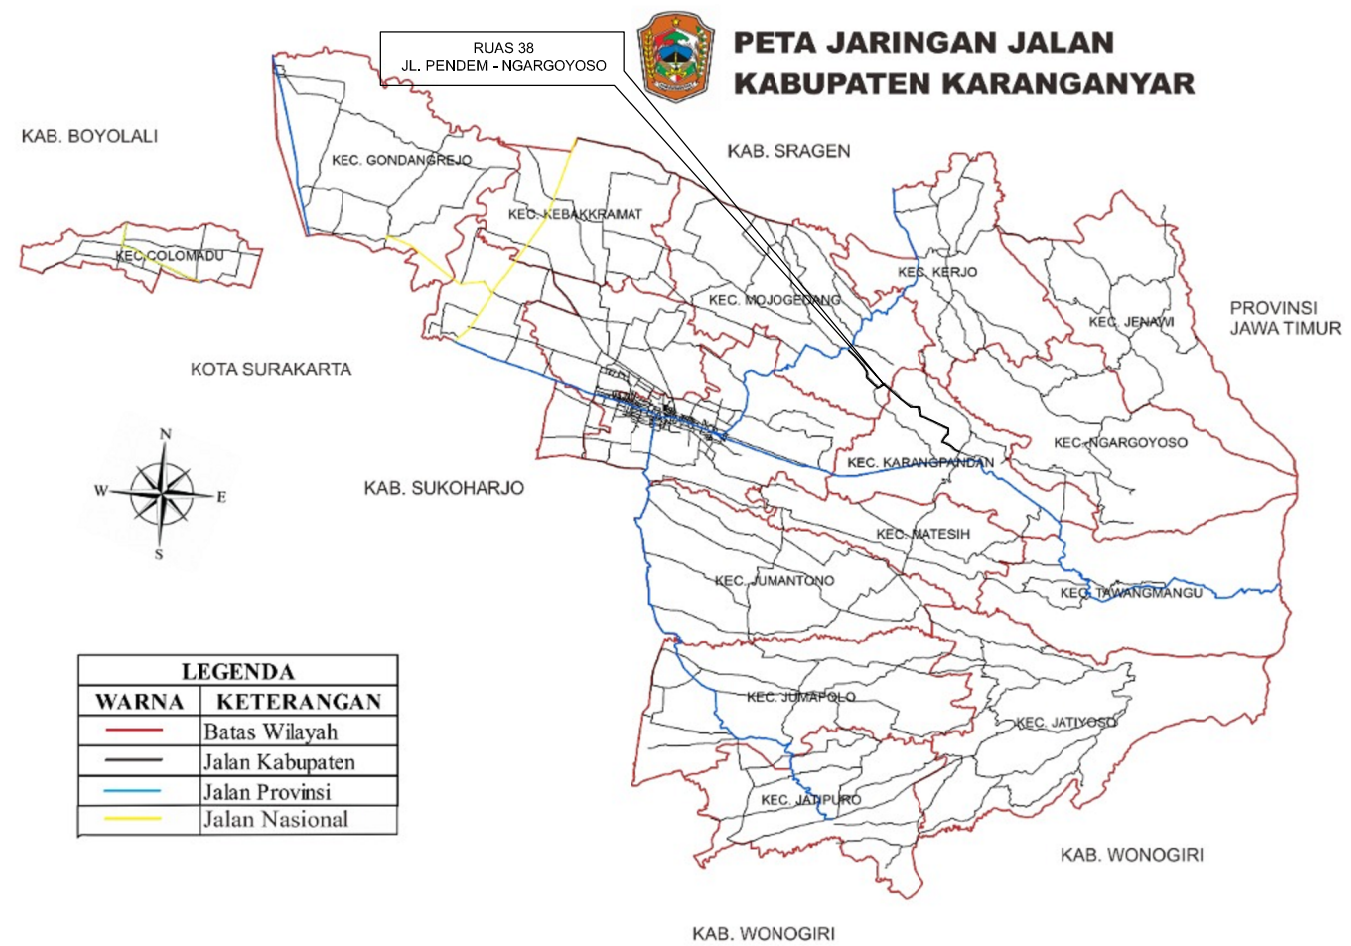 PETA JARINGAN JALAN
KABUPATEN KARANGANYAR
RUAS 38
JL. PENDEM - NGARGOYOSO
KAB. BOYOLALI
KAB. SRAGEN
KEC. GONDANGREJO
KEC. KEBAKKRAMAT
KEC. COLOMADU
KEC. KERJO
KEC. MOJOGEDANG
KEC. JENAWI
PROVINSI
JAWA TIMUR
KOTA SURAKARTA
KEC. NGARGOYOSO
KEC. KARANGPANDAN
KAB. SUKOHARJO
N
W
E
S
KEC. MATESIH
KEC. JUMANTONO
KEC. TAWANGMANGU
KEC. JUMAPOLO
KEC. JATIYOSO
KEC. JATIPURO
LEGENDA
WARNA KETERANGAN
Batas Wilayah
Jalan Kabupaten
Jalan Provinsi
Jalan Nasional
KAB. WONOGIRI
KAB. WONOGIRI